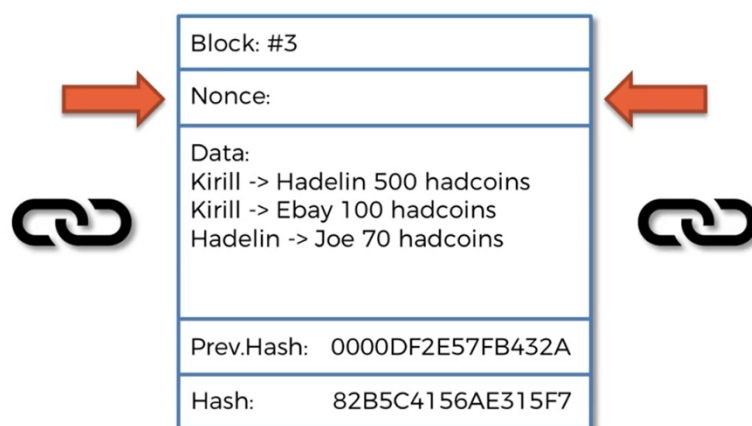 Block: #3
Nonce:
Data:
Kirill -> Hadelin 500 hadcoins
Kirill -> Ebay 100 hadcoins
Hadelin -> Joe 70 hadcoins
Prev.Hash: 0000DF2E57FB432A
Hash: 82B5C4156AE315F7